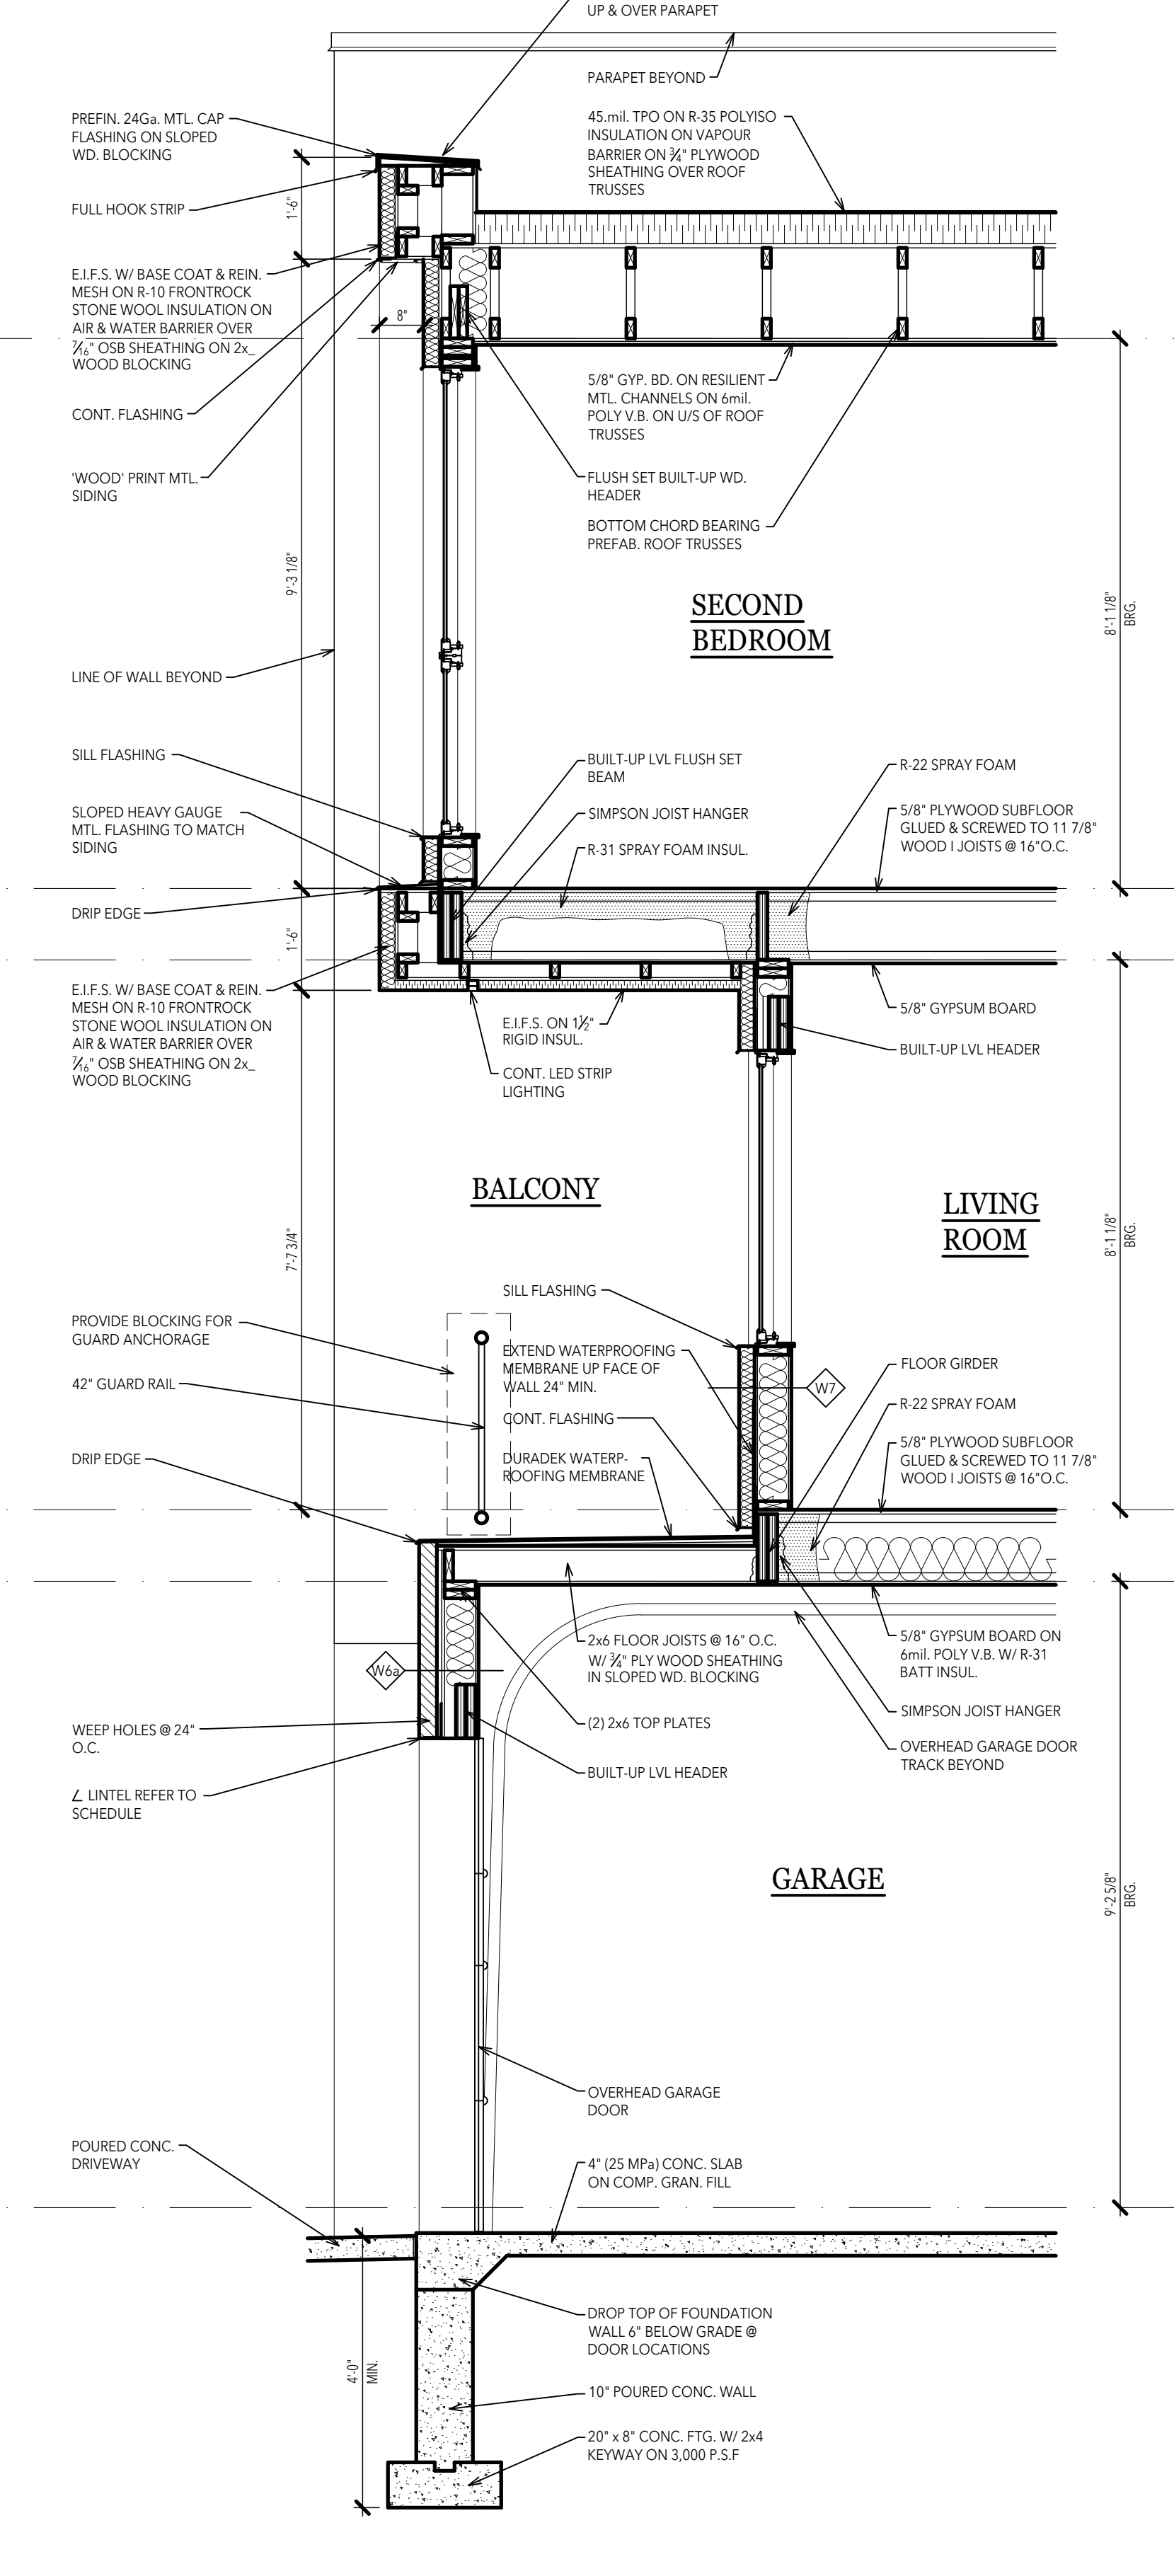 UP & OVER PARAPET
PARAPET BEYOND
PREFIN. 24Ga. MTL. CAP
FLASHING ON SLOPED
WD. BLOCKING
45.mil. TPO ON R-35 POLYISO
INSULATION ON VAPOUR
BARRIER ON 3/4" PLYWOOD
SHEATHING OVER ROOF
TRUSSES
FULL HOOK STRIP
1'-6"
E.I.F.S. W/ BASE COAT & REIN.
MESH ON R-10 FRONTROCK
STONE WOOL INSULATION ON
AIR & WATER BARRIER OVER
7/16" OSB SHEATHING ON 2x_
WOOD BLOCKING
8"
5/8" GYP. BD. ON RESILIENT
MTL. CHANNELS ON 6mil.
POLY V.B. ON U/S OF ROOF
TRUSSES
CONT. FLASHING
'WOOD' PRINT MTL.
SIDING
FLUSH SET BUILT-UP WD.
HEADER
BOTTOM CHORD BEARING
PREFAB. ROOF TRUSSES
9'-3 1/8"
SECOND
BEDROOM
8'-1 1/8"
BRG.
LINE OF WALL BEYOND
SILL FLASHING
BUILT-UP LVL FLUSH SET
BEAM
R-22 SPRAY FOAM
SLOPED HEAVY GAUGE
MTL. FLASHING TO MATCH
SIDING
SIMPSON JOIST HANGER
5/8" PLYWOOD SUBFLOOR
GLUED & SCREWED TO 11 7/8"
WOOD I JOISTS @ 16"O.C.
R-31 SPRAY FOAM INSUL.
DRIP EDGE
1'-6"
E.I.F.S. W/ BASE COAT & REIN.
MESH ON R-10 FRONTROCK
STONE WOOL INSULATION ON
AIR & WATER BARRIER OVER
7/16" OSB SHEATHING ON 2x_
WOOD BLOCKING
E.I.F.S. ON 1 1/2"
RIGID INSUL.
5/8" GYPSUM BOARD
BUILT-UP LVL HEADER
CONT. LED STRIP
LIGHTING
BALCONY
LIVING
ROOM
7'-7 3/4"
8'-1 1/8"
BRG.
SILL FLASHING
PROVIDE BLOCKING FOR
GUARD ANCHORAGE
EXTEND WATERPROOFING
MEMBRANE UP FACE OF
WALL 24" MIN.
FLOOR GIRDER
42" GUARD RAIL
W7
R-22 SPRAY FOAM
CONT. FLASHING
5/8" PLYWOOD SUBFLOOR
GLUED & SCREWED TO 11 7/8"
WOOD I JOISTS @ 16"O.C.
DRIP EDGE
DURADEK WATERP-
ROOFING MEMBRANE
2x6 FLOOR JOISTS @ 16" O.C.
W/ 3/4" PLY WOOD SHEATHING
IN SLOPED WD. BLOCKING
5/8" GYPSUM BOARD ON
6mil. POLY V.B. W/ R-31
BATT INSUL.
W6a
SIMPSON JOIST HANGER
WEEP HOLES @ 24"
O.C.
(2) 2x6 TOP PLATES
OVERHEAD GARAGE DOOR
TRACK BEYOND
BUILT-UP LVL HEADER
∠ LINTEL REFER TO
SCHEDULE
GARAGE
9'-2 5/8"
BRG.
OVERHEAD GARAGE
DOOR
POURED CONC.
DRIVEWAY
4" (25 MPa) CONC. SLAB
ON COMP. GRAN. FILL
DROP TOP OF FOUNDATION
WALL 6" BELOW GRADE @
DOOR LOCATIONS
4'-0"
MIN.
10" POURED CONC. WALL
20" x 8" CONC. FTG. W/ 2x4
KEYWAY ON 3,000 P.S.F